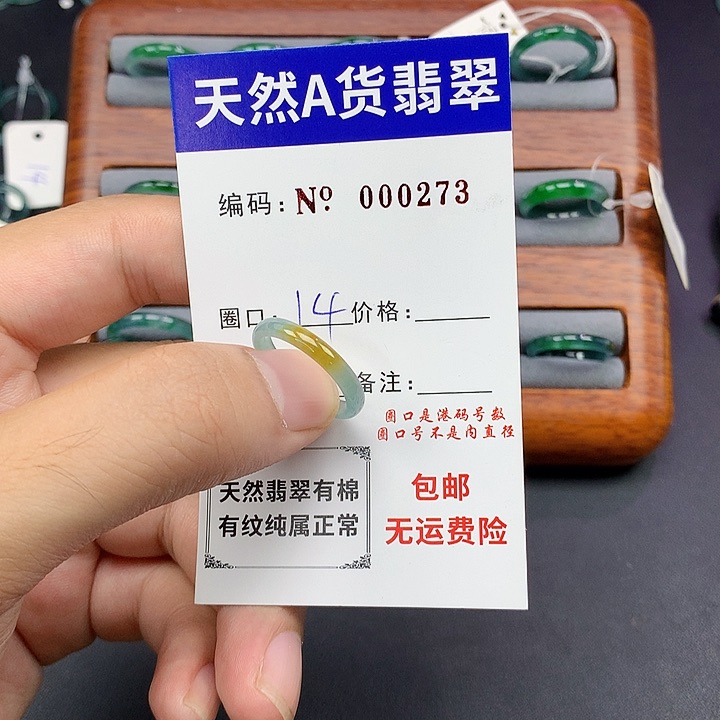 天然A货翡翠
编码: Nº. 000273
圈口: 14 价格:
备注:
圈口是港码号数
圈口号不是内直径
天然翡翠有棉
有纹纯属正常
包邮
无运费险